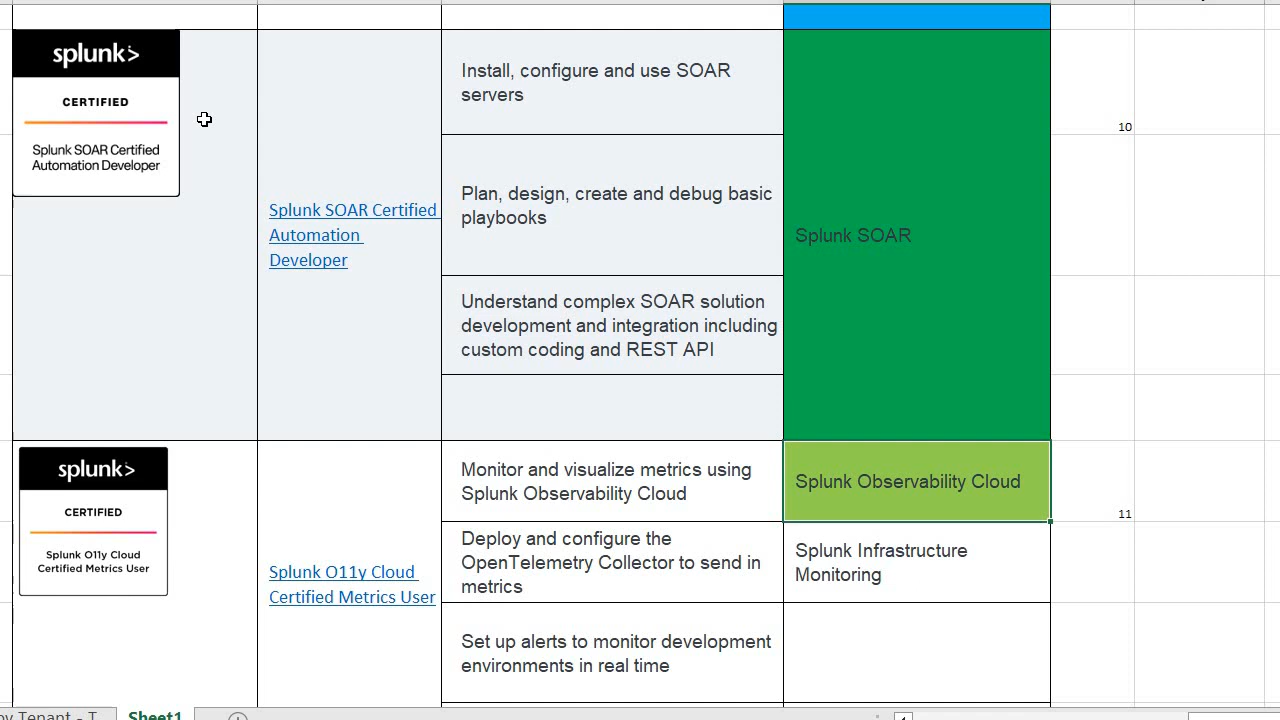 splunk>
CERTIFIED
Splunk SOAR Certified
Automation Developer
Splunk SOAR Certified
Automation
Developer
Install, configure and use SOAR
servers
Plan, design, create and debug basic
playbooks
Understand complex SOAR solution
development and integration including
custom coding and REST API
Splunk SOAR
10
splunk>
CERTIFIED
Splunk O11y Cloud
Certified Metrics User
Splunk O11y Cloud
Certified Metrics User
Monitor and visualize metrics using
Splunk Observability Cloud
Deploy and configure the
OpenTelemetry Collector to send in
metrics
Set up alerts to monitor development
environments in real time
Splunk Observability Cloud
Splunk Infrastructure
Monitoring
11
Tenant - T
Sheet1